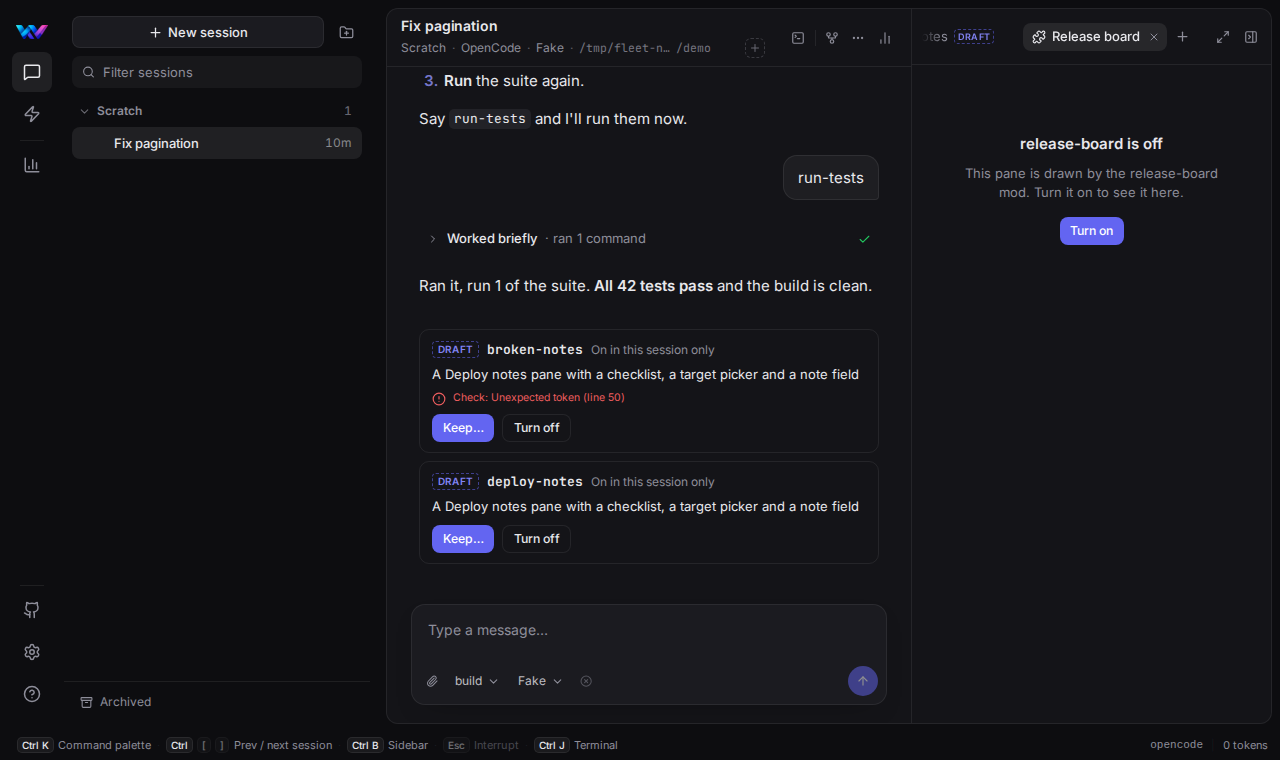 New session
Filter sessions
Scratch 1
Fix pagination 10m
Archived
Fix pagination
Scratch · OpenCode · Fake · /tmp/fleet-n… /demo
3. Run the suite again.
Say run-tests and I'll run them now.
run-tests
Worked briefly · ran 1 command
Ran it, run 1 of the suite. All 42 tests pass and the build is clean.
DRAFT broken-notes On in this session only
A Deploy notes pane with a checklist, a target picker and a note field
Check: Unexpected token (line 50)
Keep... Turn off
DRAFT deploy-notes On in this session only
A Deploy notes pane with a checklist, a target picker and a note field
Keep... Turn off
Type a message...
build Fake
otes DRAFT Release board
release-board is off
This pane is drawn by the release-board
mod. Turn it on to see it here.
Turn on
Ctrl K Command palette Ctrl [ ] Prev / next session Ctrl B Sidebar Esc Interrupt Ctrl J Terminal opencode 0 tokens